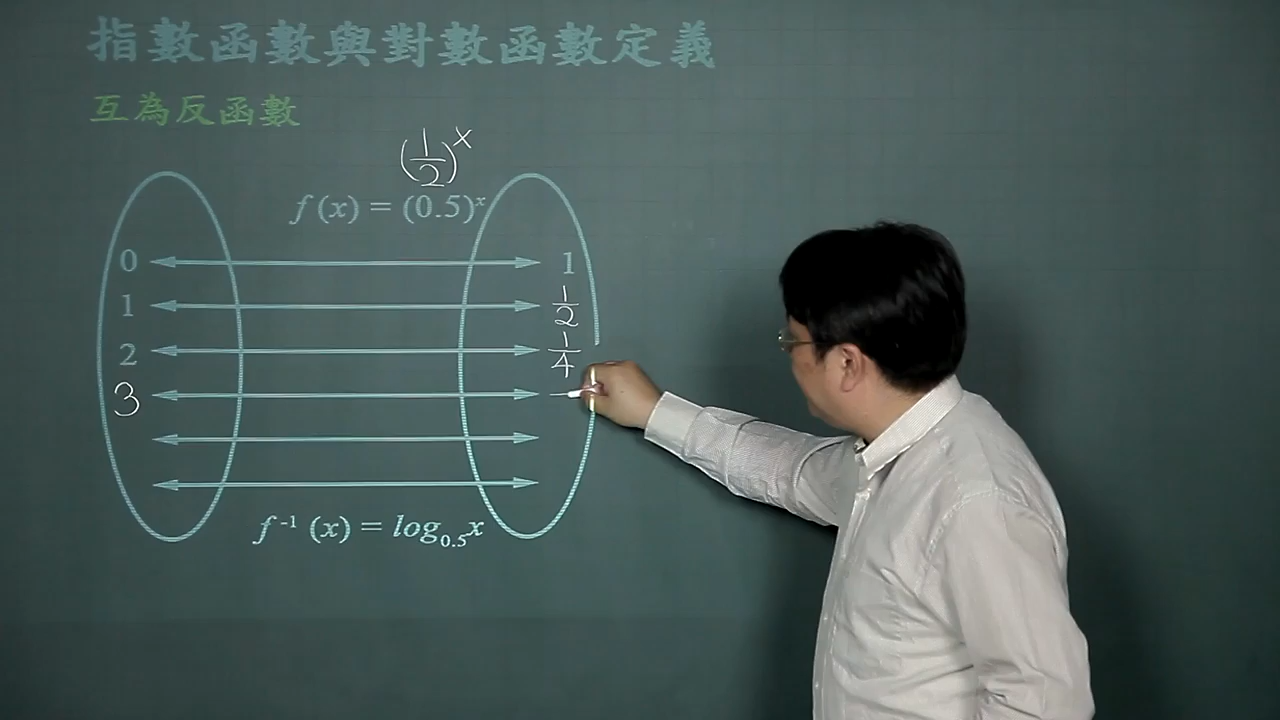 指數函數與對數函數定義
互為反函數
(1/2)^x
f(x) = (0.5)^x
0 1
1 1/2
2 1/4
3
f^-1(x) = log_0.5 x